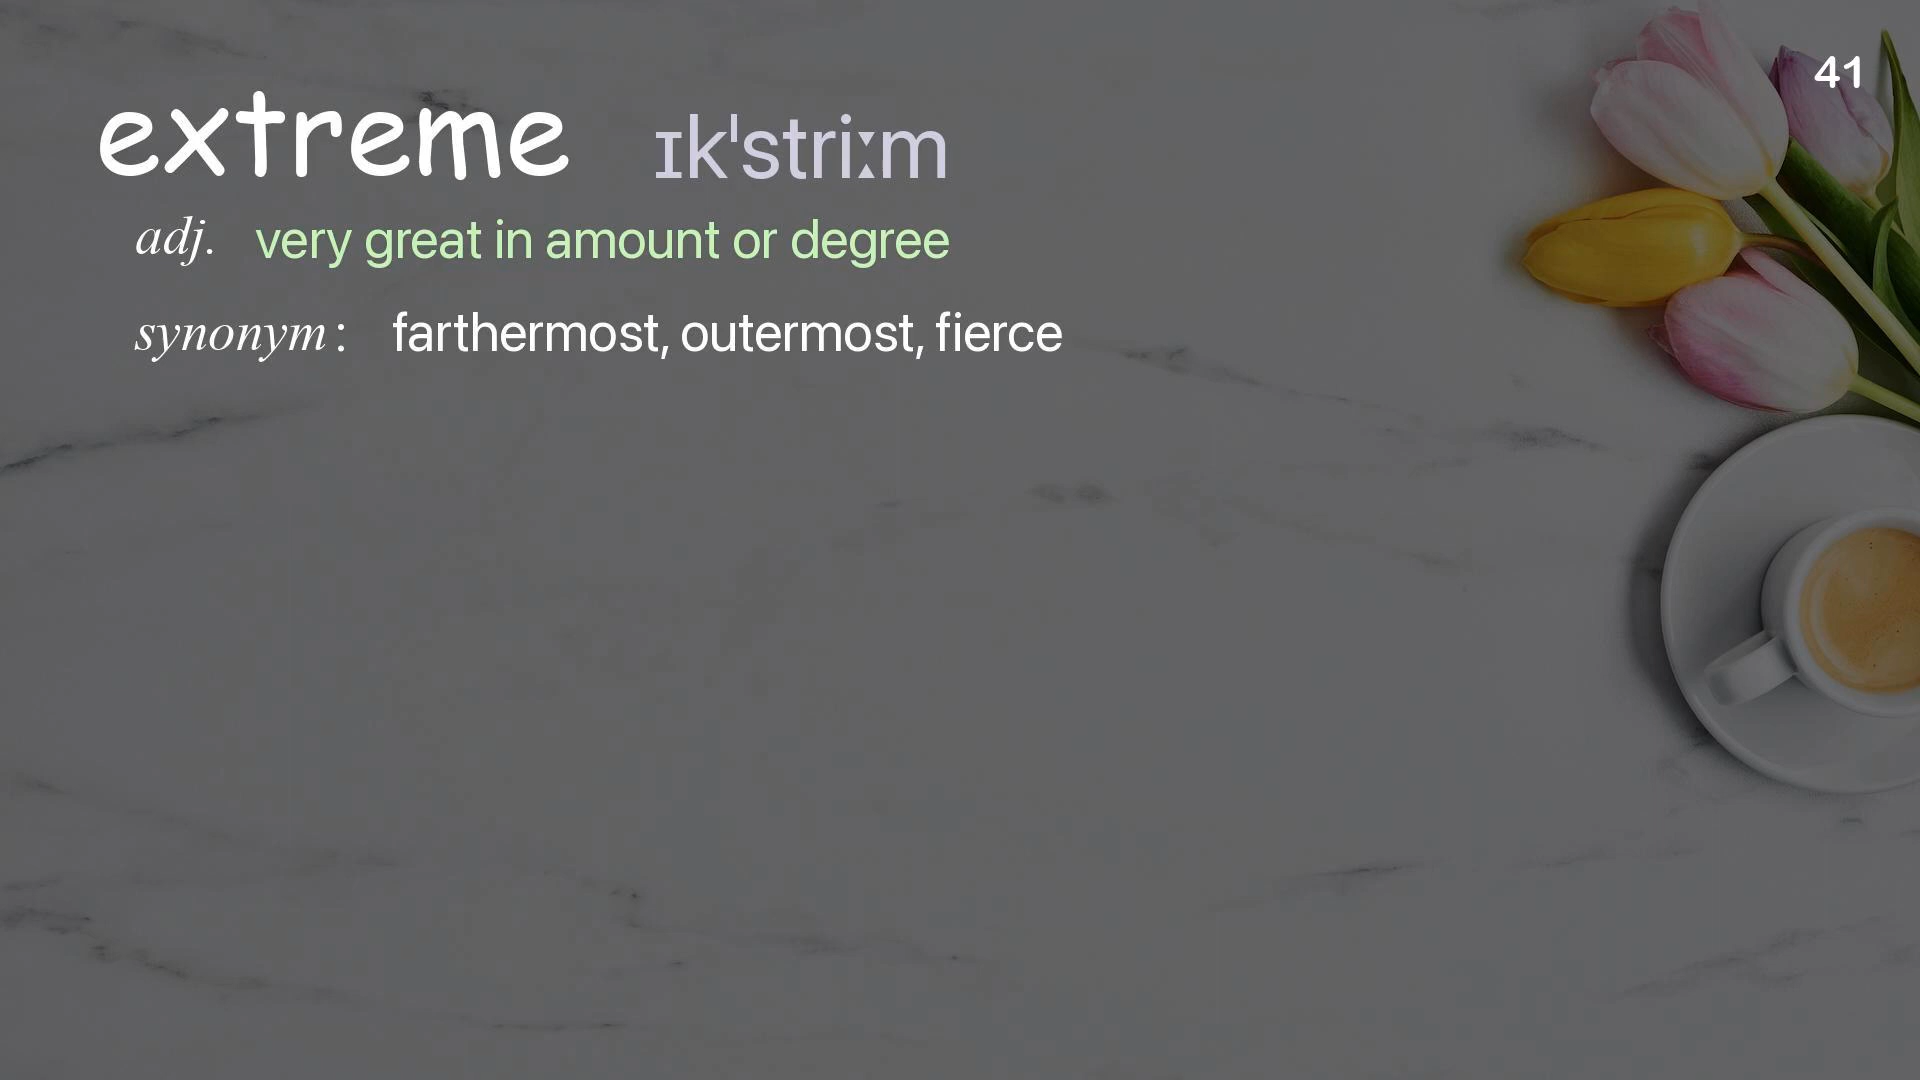 41
extreme ɪkˈstriːm
adj. very great in amount or degree
synonym: farthermost, outermost, fierce